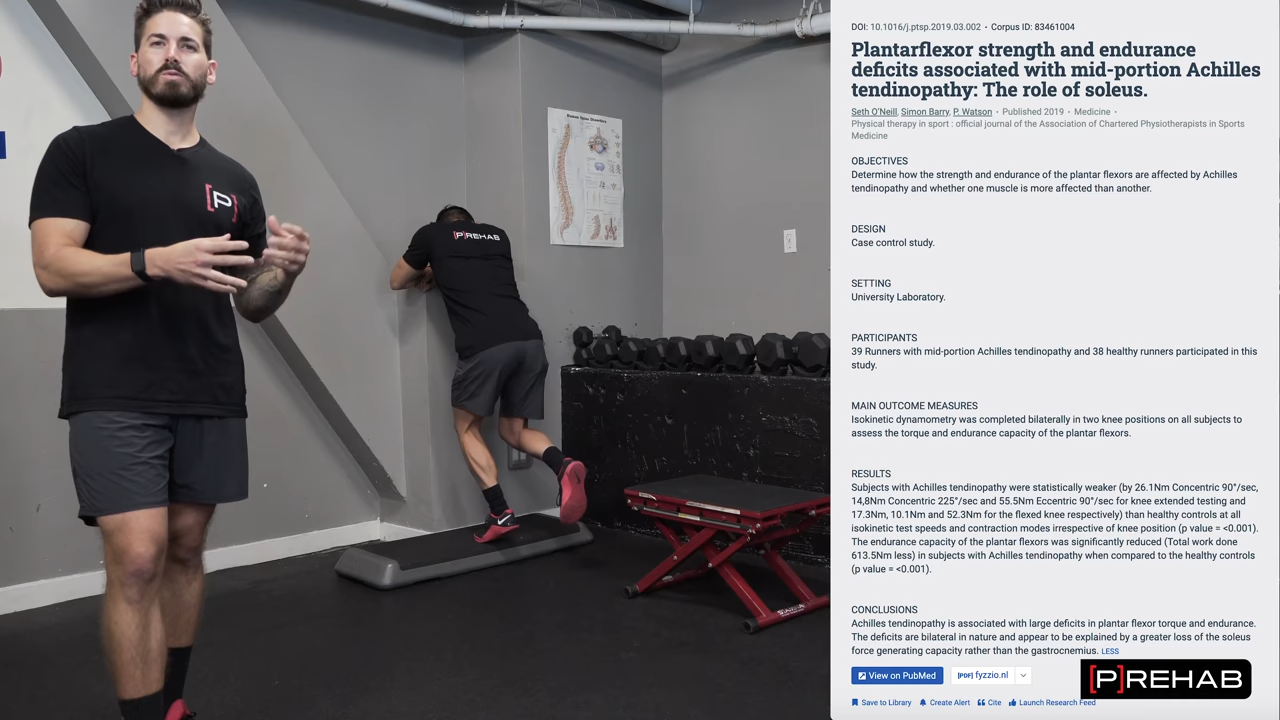 [P]
[P]REHAB
DOI: 10.1016/j.ptsp.2019.03.002 • Corpus ID: 83461004
Plantarflexor strength and endurance
deficits associated with mid-portion Achilles
tendinopathy: The role of soleus.
Seth O'Neill, Simon Barry, P. Watson • Published 2019 • Medicine •
Physical therapy in sport : official journal of the Association of Chartered Physiotherapists in Sports
Medicine
OBJECTIVES
Determine how the strength and endurance of the plantar flexors are affected by Achilles
tendinopathy and whether one muscle is more affected than another.
DESIGN
Case control study.
SETTING
University Laboratory.
PARTICIPANTS
39 Runners with mid-portion Achilles tendinopathy and 38 healthy runners participated in this
study.
MAIN OUTCOME MEASURES
Isokinetic dynamometry was completed bilaterally in two knee positions on all subjects to
assess the torque and endurance capacity of the plantar flexors.
RESULTS
Subjects with Achilles tendinopathy were statistically weaker (by 26.1Nm Concentric 90°/sec,
14,8Nm Concentric 225°/sec and 55.5Nm Eccentric 90°/sec for knee extended testing and
17.3Nm, 10.1Nm and 52.3Nm for the flexed knee respectively) than healthy controls at all
isokinetic test speeds and contraction modes irrespective of knee position (p value = <0.001).
The endurance capacity of the plantar flexors was significantly reduced (Total work done
613.5Nm less) in subjects with Achilles tendinopathy when compared to the healthy controls
(p value = <0.001).
CONCLUSIONS
Achilles tendinopathy is associated with large deficits in plantar flexor torque and endurance.
The deficits are bilateral in nature and appear to be explained by a greater loss of the soleus
force generating capacity rather than the gastrocnemius. LESS
View on PubMed
[PDF] fyzzio.nl
[P]REHAB
Save to Library
Create Alert
Cite
Launch Research Feed